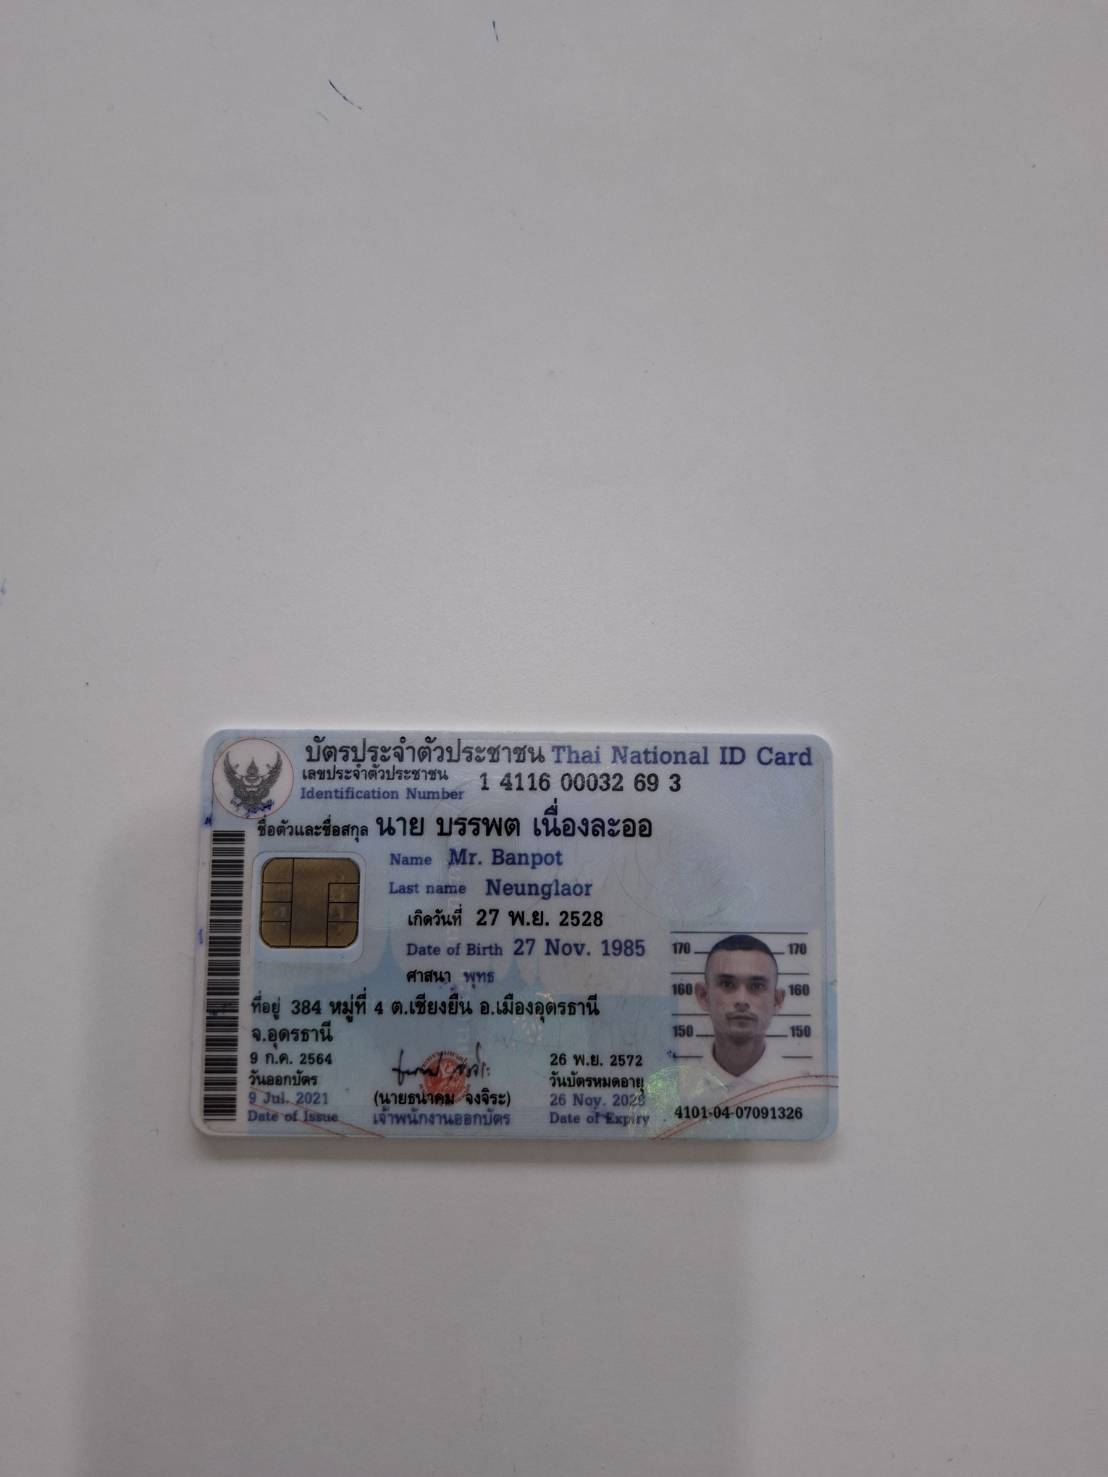 บัตรประจำตัวประชาชน Thai National ID Card
เลขประจำตัวประชาชน
Identification Number 1 4116 00032 69 3
ชื่อตัวและชื่อสกุล นาย บรรพต เนื่องละออ
Name Mr. Banpot
Last name Neunglaor
เกิดวันที่ 27 พ.ย. 2528
Date of Birth 27 Nov. 1985
ศาสนา พุทธ
ที่อยู่ 384 หมู่ที่ 4 ต.เชียงยืน อ.เมืองอุดรธานี
จ.อุดรธานี
9 ก.ค. 2564
วันออกบัตร
9 Jul. 2021
Date of Issue
(นายธนาคม จงจิระ)
เจ้าพนักงานออกบัตร
26 พ.ย. 2572
วันบัตรหมดอายุ
26 Nov. 2029
Date of Expiry
170 170
160 160
150 150
4101-04-07091326